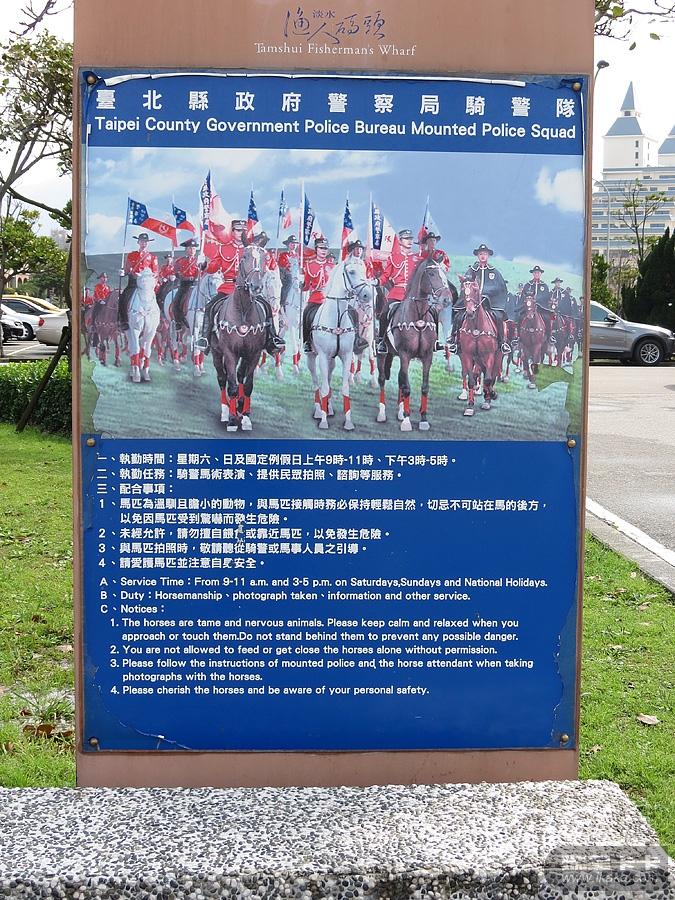 淡水
漁人碼頭
Tamshui Fisherman's Wharf
臺北縣政府警察局騎警隊
Taipei County Government Police Bureau Mounted Police Squad
一、執勤時間：星期六、日及國定例假日上午9時-11時、下午3時-5時。
二、執勤任務：騎警馬術表演、提供民眾拍照、諮詢等服務。
三、配合事項：
1、馬匹為溫馴且膽小的動物，與馬匹接觸時務必保持輕鬆自然，切忌不可站在馬的後方，
以免因馬匹受到驚嚇而發生危險。
2、未經允許，請勿擅自餵食或靠近馬匹，以免發生危險。
3、與馬匹拍照時，敬請聽從騎警或馬事人員之引導。
4、請愛護馬匹並注意自身安全。
A、Service Time：From 9-11 a.m. and 3-5 p.m. on Saturdays,Sundays and National Holidays.
B、Duty：Horsemanship、photograph taken、information and other service.
C、Notices：
1. The horses are tame and nervous animals. Please keep calm and relaxed when you
approach or touch them.Do not stand behind them to prevent any possible danger.
2. You are not allowed to feed or get close the horses alone without permission.
3. Please follow the instructions of mounted police and the horse attendant when taking
photographs with the horses.
4. Please cherish the horses and be aware of your personal safety.